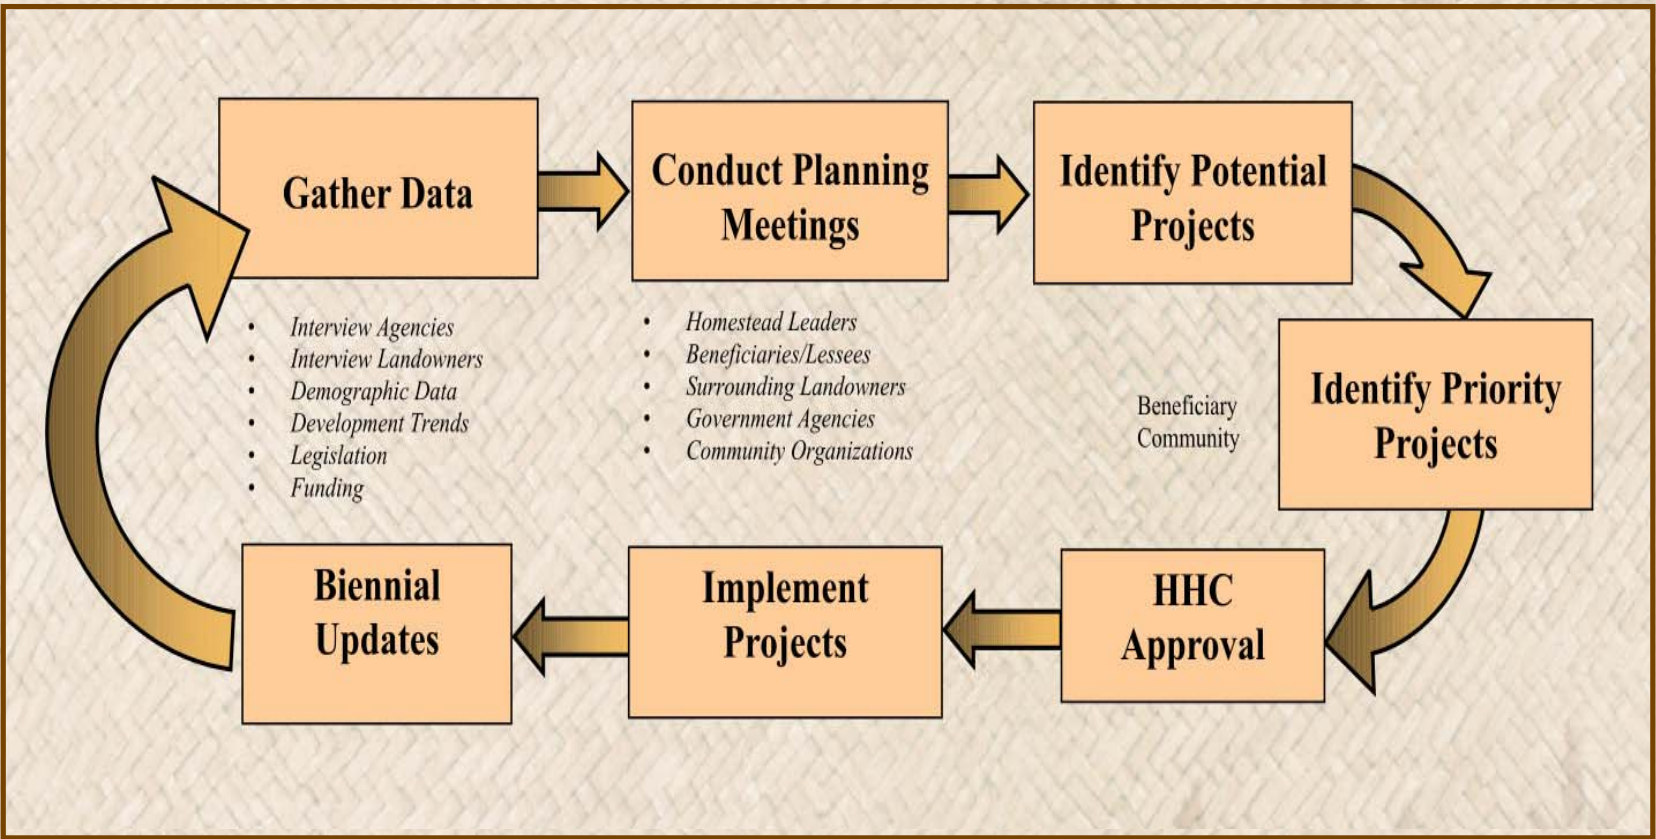 Gather Data
Conduct Planning
Meetings
Identify Potential
Projects
• Interview Agencies
• Interview Landowners
• Demographic Data
• Development Trends
• Legislation
• Funding
• Homestead Leaders
• Beneficiaries/Lessees
• Surrounding Landowners
• Government Agencies
• Community Organizations
Beneficiary
Community
Identify Priority
Projects
HHC
Approval
Implement
Projects
Biennial
Updates